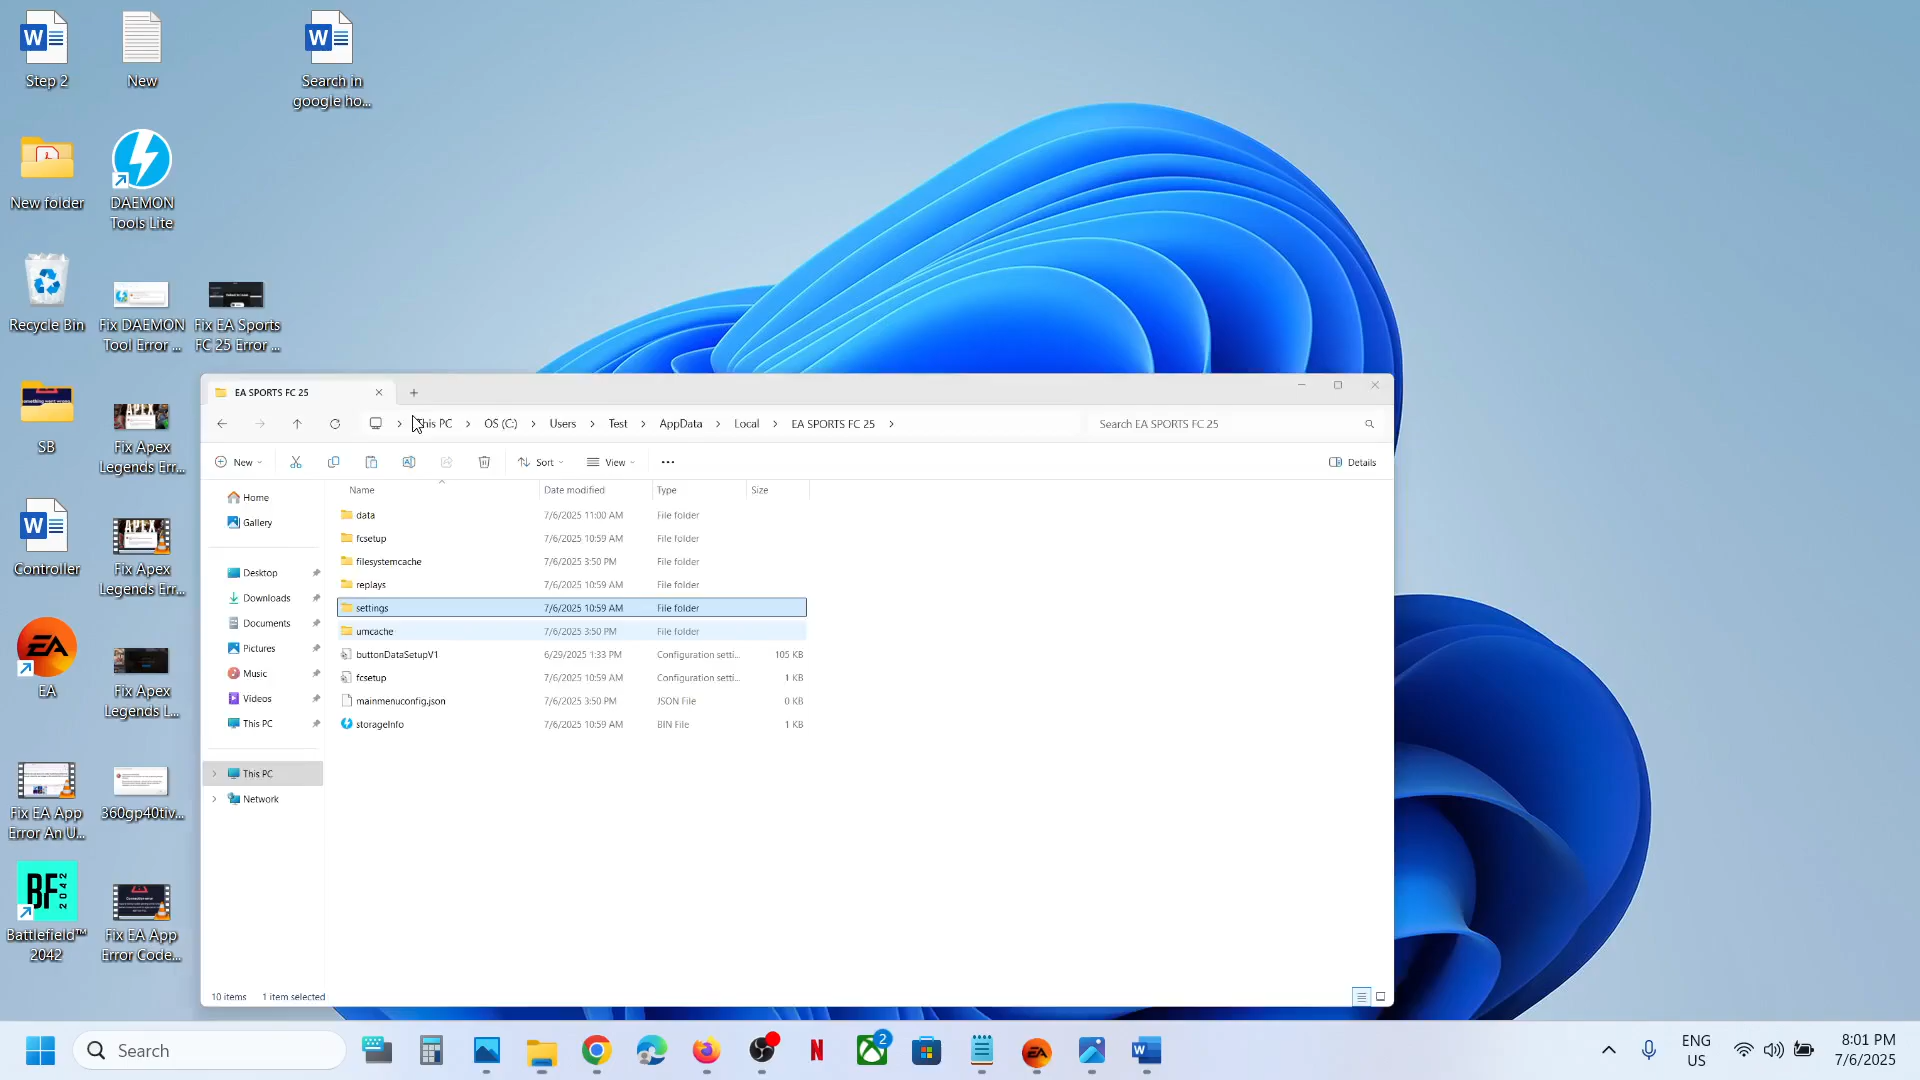 Step 2
New
Search in
google ho...
New folder
DAEMON
Tools Lite
Recycle Bin
Fix DAEMON
Tool Error ...
Fix EA Sports
FC 25 Error ...
SB
Fix Apex
Legends Err...
Controller
Fix Apex
Legends Err...
EA
Fix Apex
Legends L...
Fix EA App
Error An U...
360gp40tiv...
BF 2042
Battlefield™
2042
Fix EA App
Error Code...
EA SPORTS FC 25
This PC > OS (C:) > Users > Test > AppData > Local > EA SPORTS FC 25 >
Search EA SPORTS FC 25
New
Sort
View
Details
Name Date modified Type Size
Home
Gallery
Desktop
Downloads
Documents
Pictures
Music
Videos
This PC
This PC
Network
data 7/6/2025 11:00 AM File folder
fcsetup 7/6/2025 10:59 AM File folder
filesystemcache 7/6/2025 3:50 PM File folder
replays 7/6/2025 10:59 AM File folder
settings 7/6/2025 10:59 AM File folder
umcache 7/6/2025 3:50 PM File folder
buttonDataSetupV1 6/29/2025 1:33 PM Configuration setti... 105 KB
fcsetup 7/6/2025 10:59 AM Configuration setti... 1 KB
mainmenuconfig.json 7/6/2025 3:50 PM JSON File 0 KB
storageInfo 7/6/2025 10:59 AM BIN File 1 KB
10 items 1 item selected
Search
2
ENG
US
8:01 PM
7/6/2025